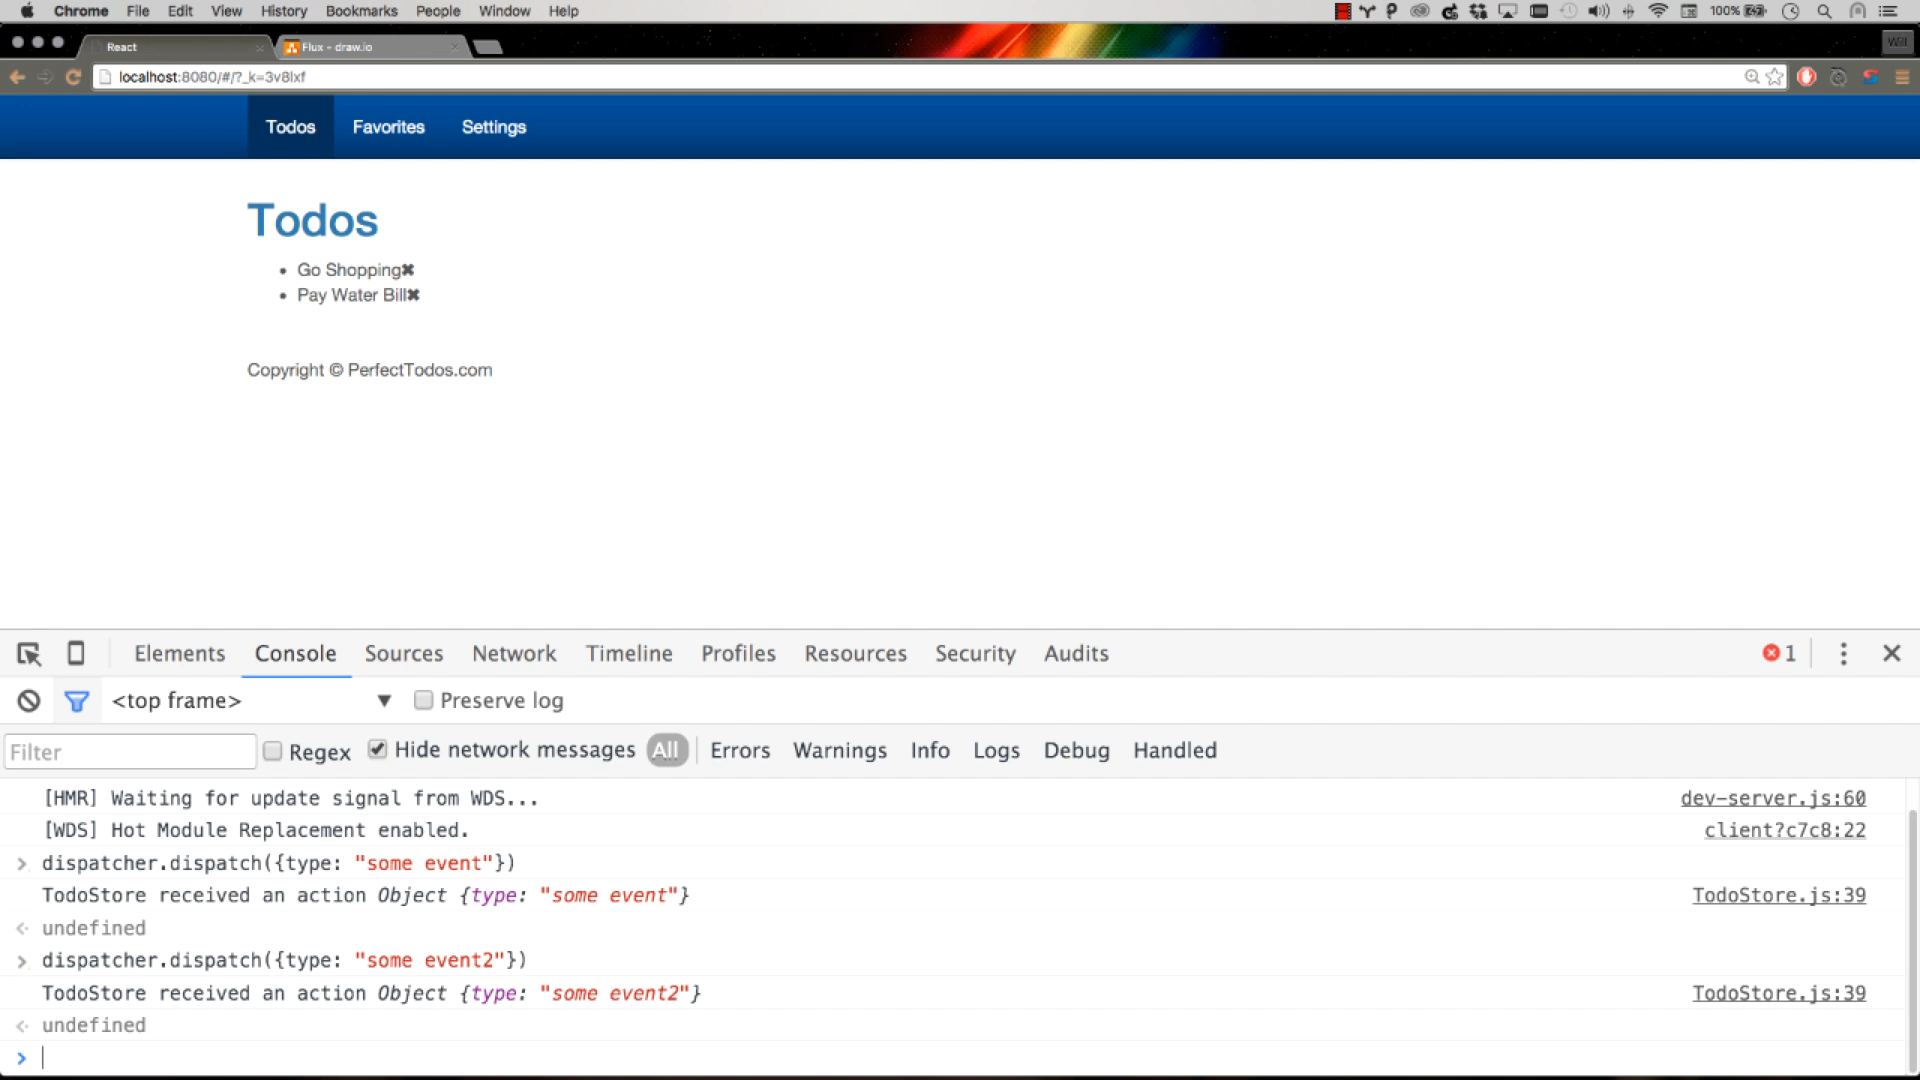 Chrome File Edit View History Bookmarks People Window Help 100%
React Flux - draw.io Will
localhost:8080/#/?_k=3v8lxf
Todos Favorites Settings
Todos
Go Shopping✖
Pay Water Bill✖
Copyright © PerfectTodos.com
Elements Console Sources Network Timeline Profiles Resources Security Audits 1
<top frame> ▼ Preserve log
Filter Regex Hide network messages All Errors Warnings Info Logs Debug Handled
[HMR] Waiting for update signal from WDS... dev-server.js:60
[WDS] Hot Module Replacement enabled. client?c7c8:22
> dispatcher.dispatch({type: "some event"})
TodoStore received an action Object {type: "some event"} TodoStore.js:39
undefined
> dispatcher.dispatch({type: "some event2"})
TodoStore received an action Object {type: "some event2"} TodoStore.js:39
undefined
>